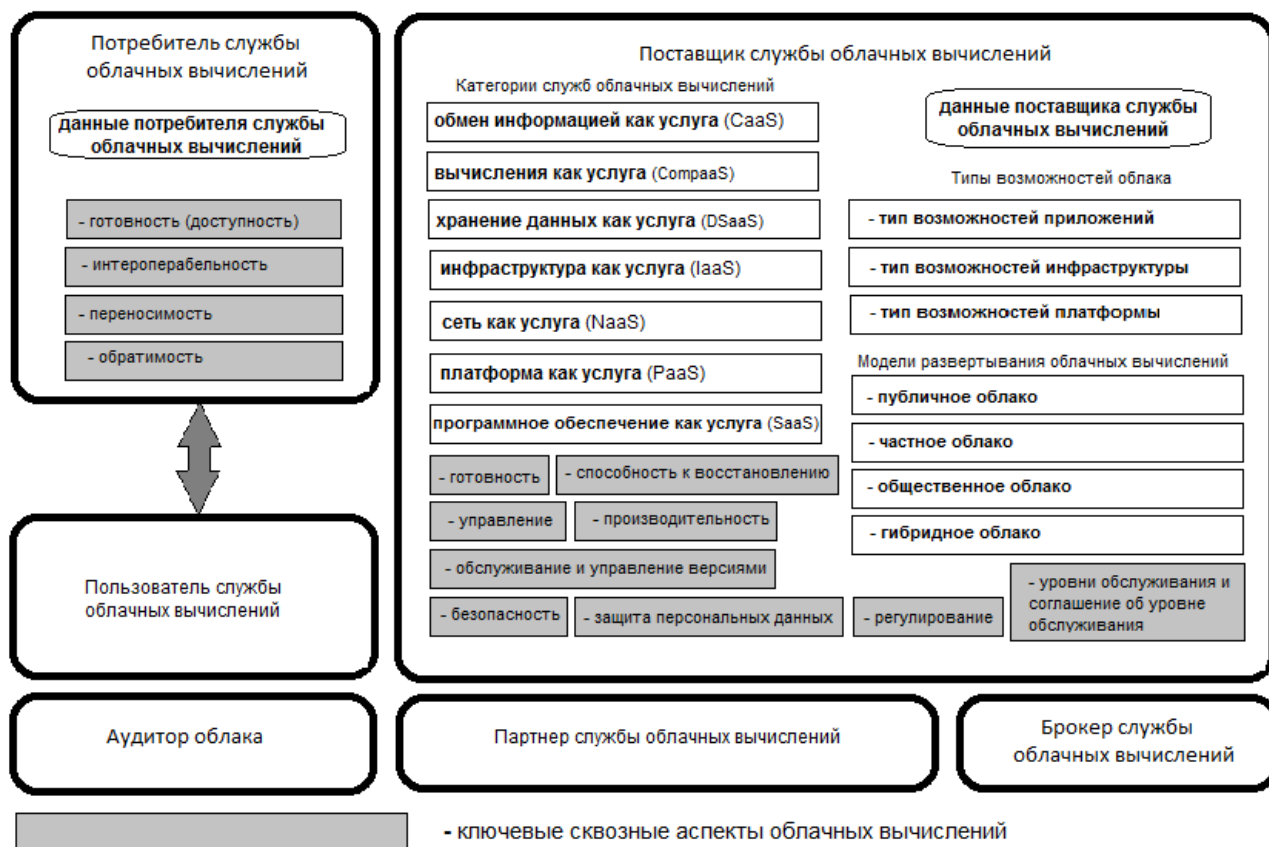 Потребитель службы
облачных вычислений
данные потребителя службы
облачных вычислений
- готовность (доступность)
- интероперабельность
- переносимость
- обратимость
Пользователь службы
облачных вычислений
Поставщик службы облачных вычислений
Категории служб облачных вычислений
обмен информацией как услуга (CaaS)
вычисления как услуга (CompaaS)
хранение данных как услуга (DSaaS)
инфраструктура как услуга (IaaS)
сеть как услуга (NaaS)
платформа как услуга (PaaS)
программное обеспечение как услуга (SaaS)
данные поставщика службы
облачных вычислений
Типы возможностей облака
- тип возможностей приложений
- тип возможностей инфраструктуры
- тип возможностей платформы
Модели развертывания облачных вычислений
- публичное облако
- частное облако
- общественное облако
- гибридное облако
- готовность
- способность к восстановлению
- управление
- производительность
- обслуживание и управление версиями
- безопасность
- защита персональных данных
- регулирование
- уровни обслуживания и
соглашение об уровне
обслуживания
Аудитор облака
Партнер службы облачных вычислений
Брокер службы
облачных вычислений
- ключевые сквозные аспекты облачных вычислений